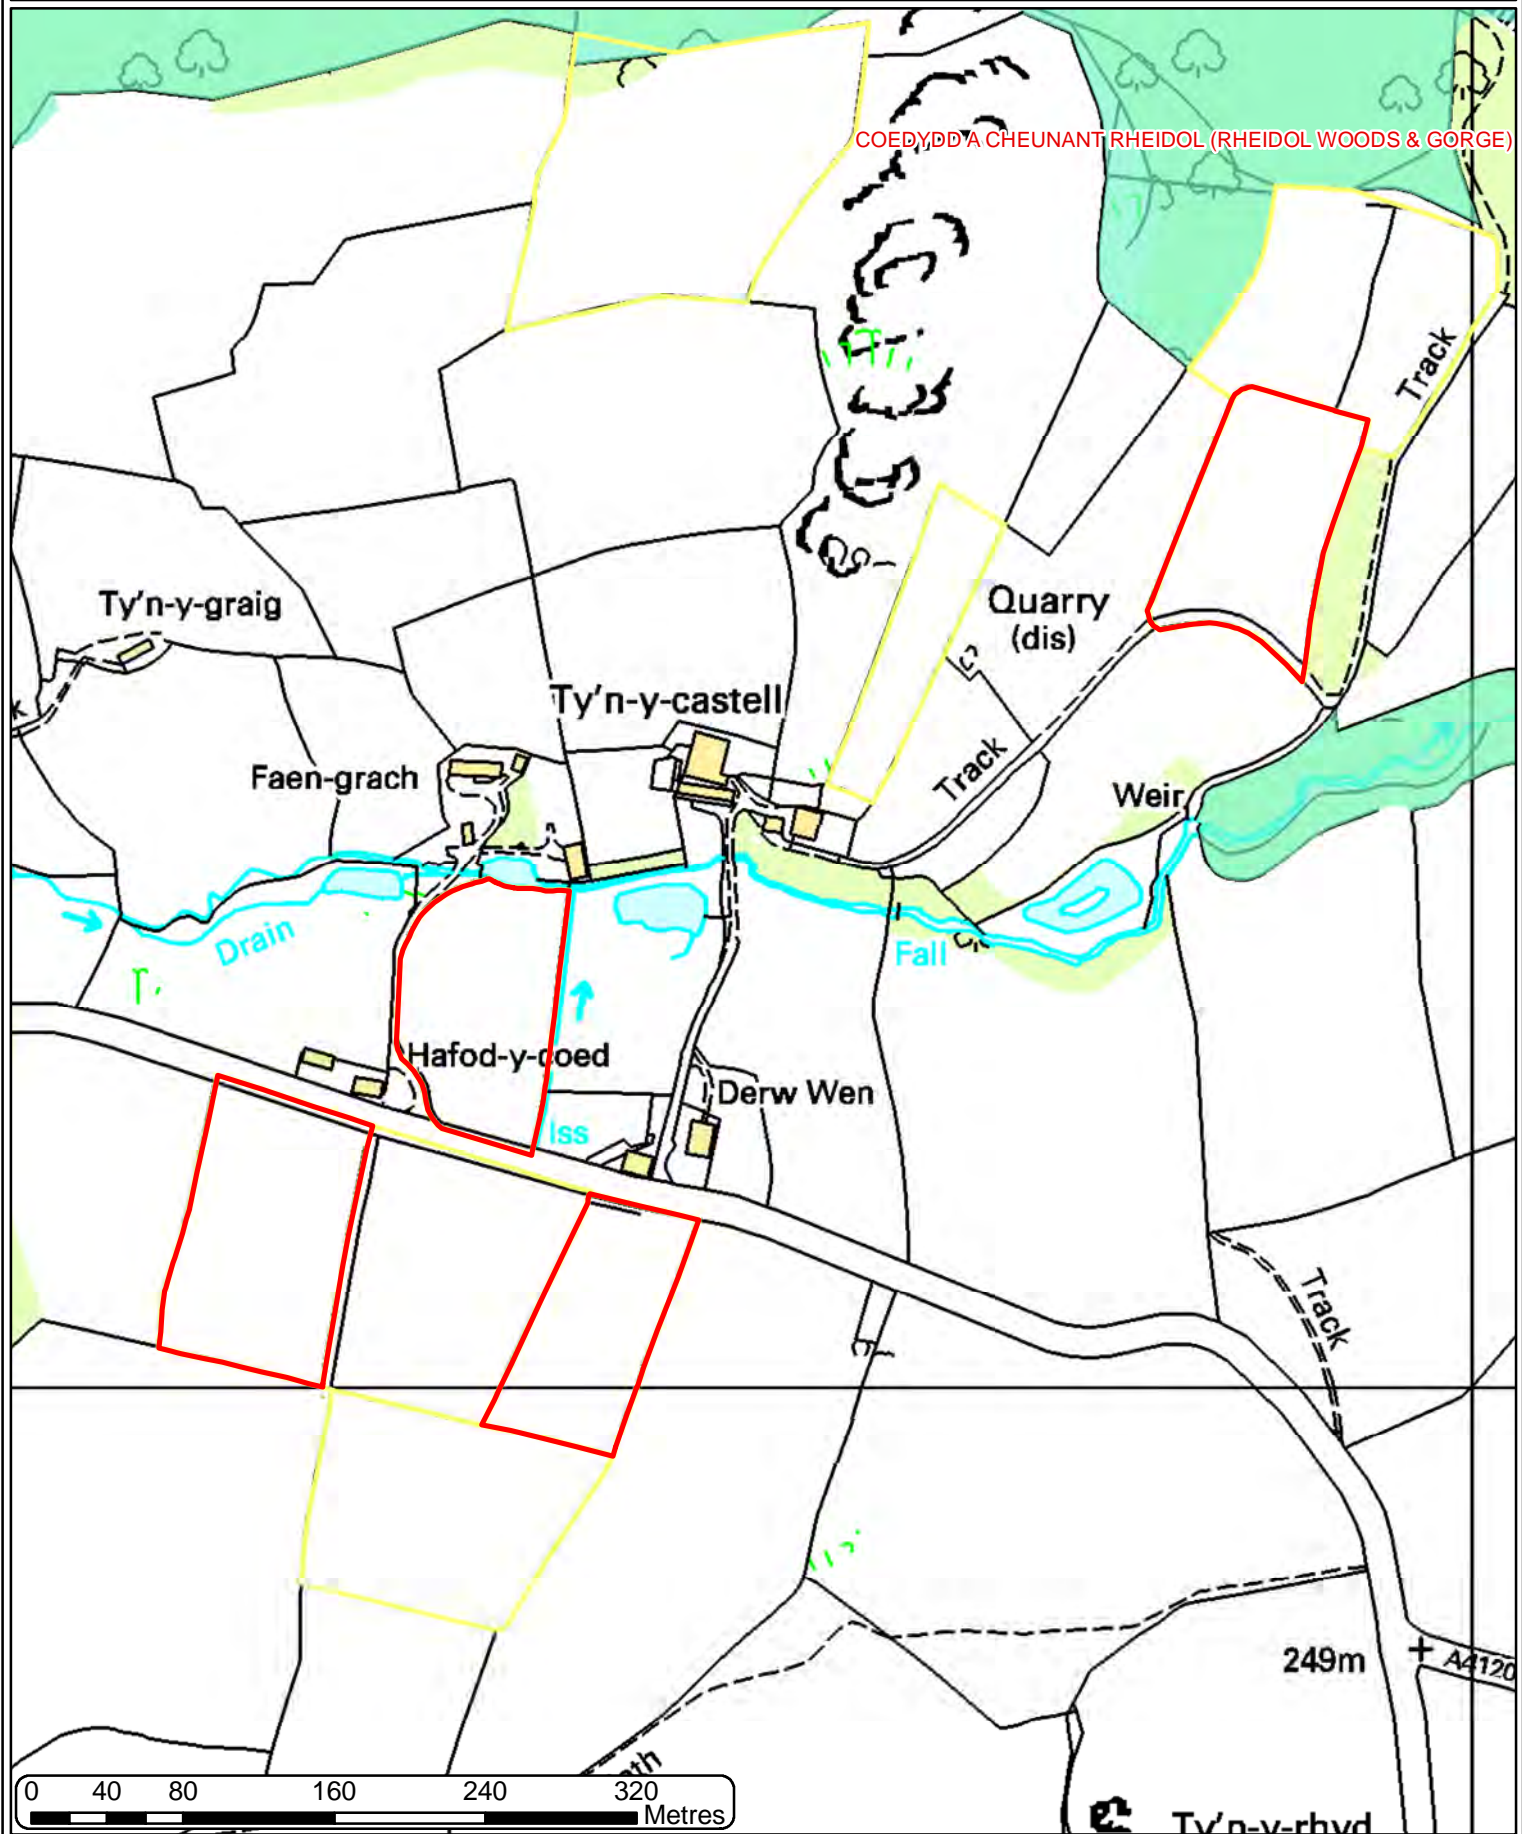 COEDYDD A CHEUNANT RHEIDOL (RHEIDOL WOODS & GORGE)
Track
Ty'n-y-graig
Quarry
(dis)
k
Ty'n-y-castell
Faen-grach
Track
Weir
Drain
Fall
Hafod-y-coed
Derw Wen
Iss
Track
249m
A4120
ath
0 40 80 160 240 320
Metres
Ty'n-y-rhyd